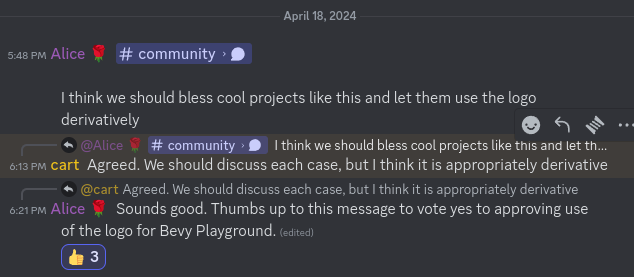 April 18, 2024
5:48 PM Alice 🌹 # community ›
I think we should bless cool projects like this and let them use the logo
derivatively
@Alice 🌹 # community › I think we should bless cool projects like this and let th...
6:13 PM cart Agreed. We should discuss each case, but I think it is appropriately derivative
@cart Agreed. We should discuss each case, but I think it is appropriately derivative
6:21 PM Alice 🌹 Sounds good. Thumbs up to this message to vote yes to approving use
of the logo for Bevy Playground. (edited)
👍 3